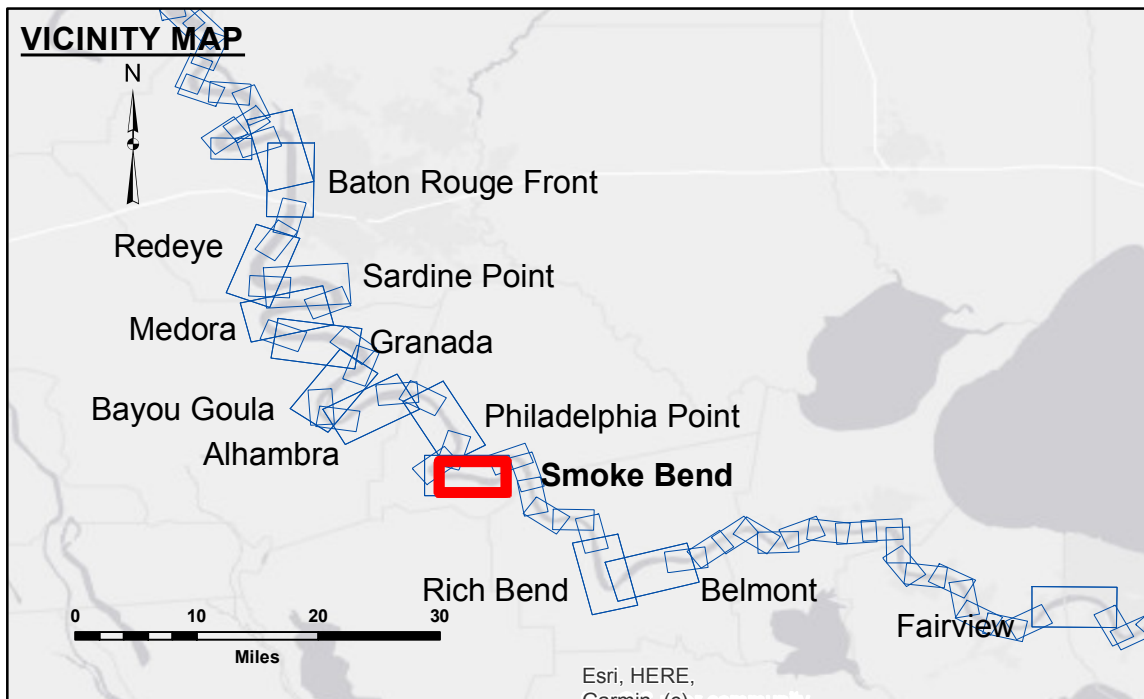 VICINITY MAP
N
Baton Rouge Front
Redeye
Sardine Point
Medora
Granada
Bayou Goula
Philadelphia Point
Alhambra
Smoke Bend
Rich Bend
Belmont
Fairview
0 10 20 30
Miles
Esri, HERE,